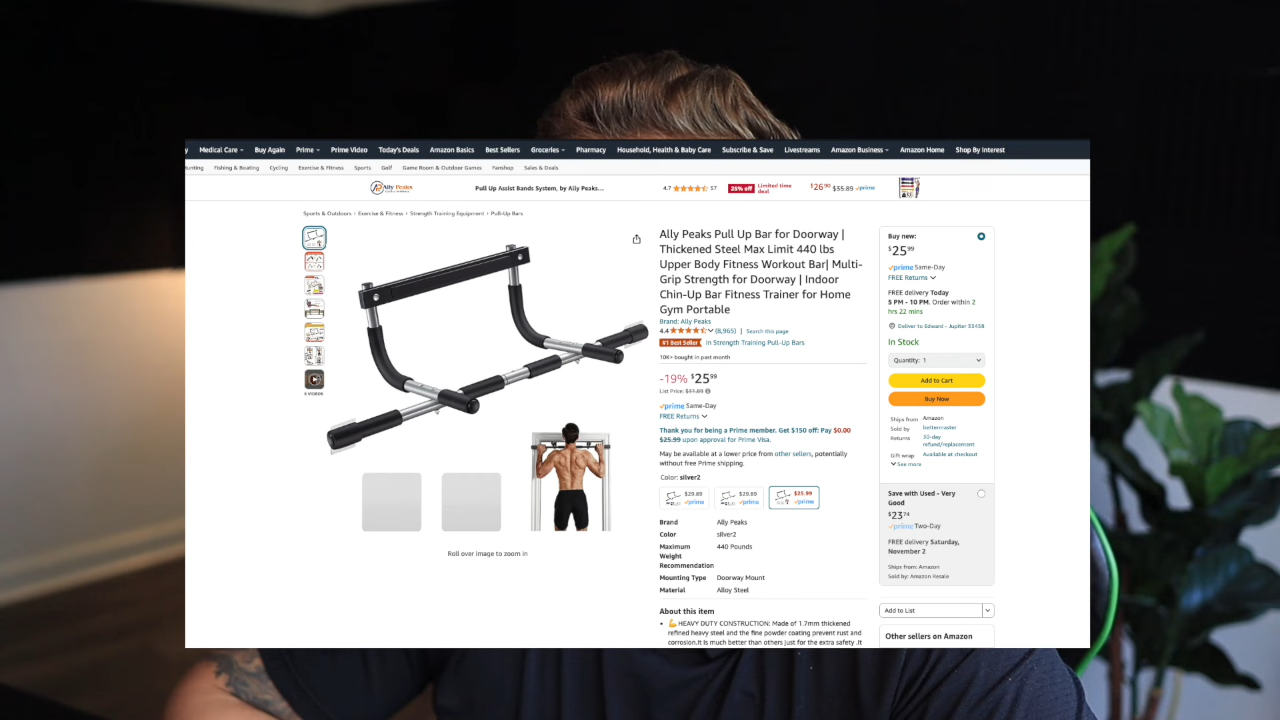 y Medical Care Buy Again Prime Prime Video Today's Deals Amazon Basics Best Sellers Groceries Pharmacy Household, Health & Baby Care Subscribe & Save Livestreams Amazon Business Amazon Home Shop By Interest
Hunting Fishing & Boating Cycling Exercise & Fitness Sports Golf Game Room & Outdoor Games Fanshop Sales & Deals
Ally Peaks Pull Up Assist Bands System, by Ally Peaks... 4.7 57 25% off Limited time deal $26.90 $35.89 prime
Sports & Outdoors › Exercise & Fitness › Strength Training Equipment › Pull-Up Bars
Ally Peaks Pull Up Bar for Doorway |
Thickened Steel Max Limit 440 lbs
Upper Body Fitness Workout Bar| Multi-
Grip Strength for Doorway | Indoor
Chin-Up Bar Fitness Trainer for Home
Gym Portable
Brand: Ally Peaks
4.4 (8,965) | Search this page
#1 Best Seller in Strength Training Pull-Up Bars
10K+ bought in past month
-19% $25 99
List Price: $31.89
prime Same-Day
FREE Returns
Thank you for being a Prime member. Get $150 off: Pay $0.00
$25.99 upon approval for Prime Visa.
May be available at a lower price from other sellers, potentially
without free Prime shipping.
Color: silver2
$29.89 prime
$29.89 prime
$25.99 prime
Brand Ally Peaks
Color silver2
Maximum 440 Pounds
Weight
Recommendation
Mounting Type Doorway Mount
Material Alloy Steel
About this item
• 💪HEAVY DUTY CONSTRUCTION: Made of 1.7mm thickened
refined heavy steel and the fine powder coating prevent rust and
corrosion.It is much better than others just for the extra safety .It
6 VIDEOS
Roll over image to zoom in
Buy new:
$25 99
prime Same-Day
FREE Returns
FREE delivery Today
5 PM - 10 PM. Order within 2
hrs 22 mins
Deliver to Edward - Jupiter 33458
In Stock
Quantity: 1
Add to Cart
Buy Now
Ships from Amazon
Sold by bettermaster
Returns 30-day
refund/replacement
Gift wrap Available at checkout
See more
Save with Used - Very
Good
$23 74
prime Two-Day
FREE delivery Saturday,
November 2
Ships from: Amazon
Sold by: Amazon Resale
Add to List
Other sellers on Amazon